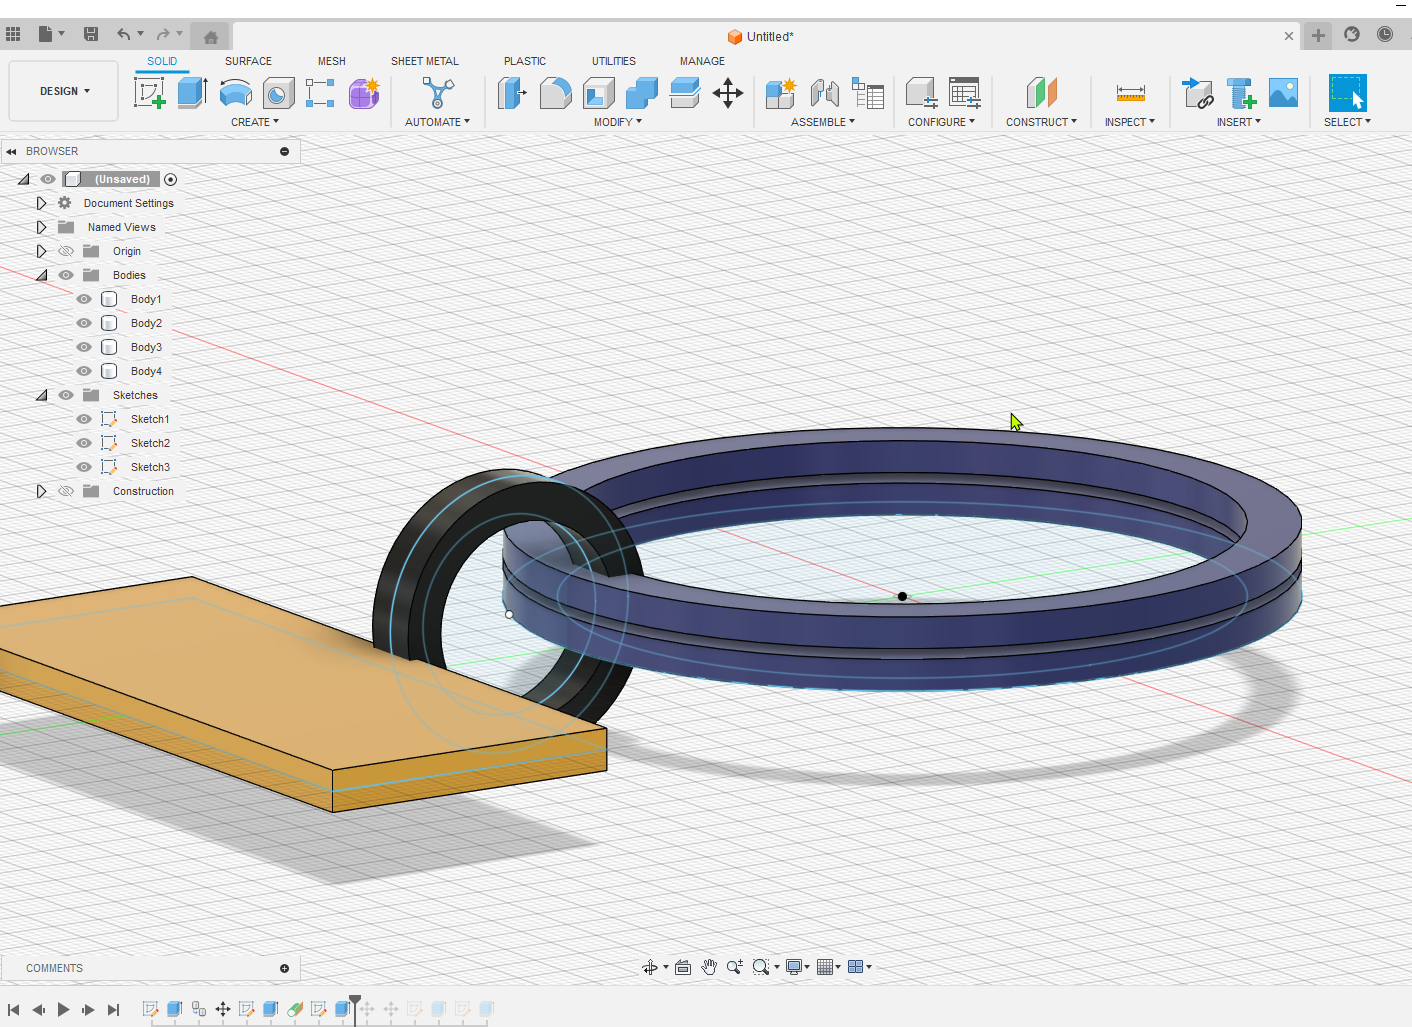 Untitled*
SOLID SURFACE MESH SHEET METAL PLASTIC UTILITIES MANAGE
DESIGN
CREATE AUTOMATE MODIFY ASSEMBLE CONFIGURE CONSTRUCT INSPECT INSERT SELECT
BROWSER
(Unsaved)
Document Settings
Named Views
Origin
Bodies
Body1
Body2
Body3
Body4
Sketches
Sketch1
Sketch2
Sketch3
Construction
COMMENTS